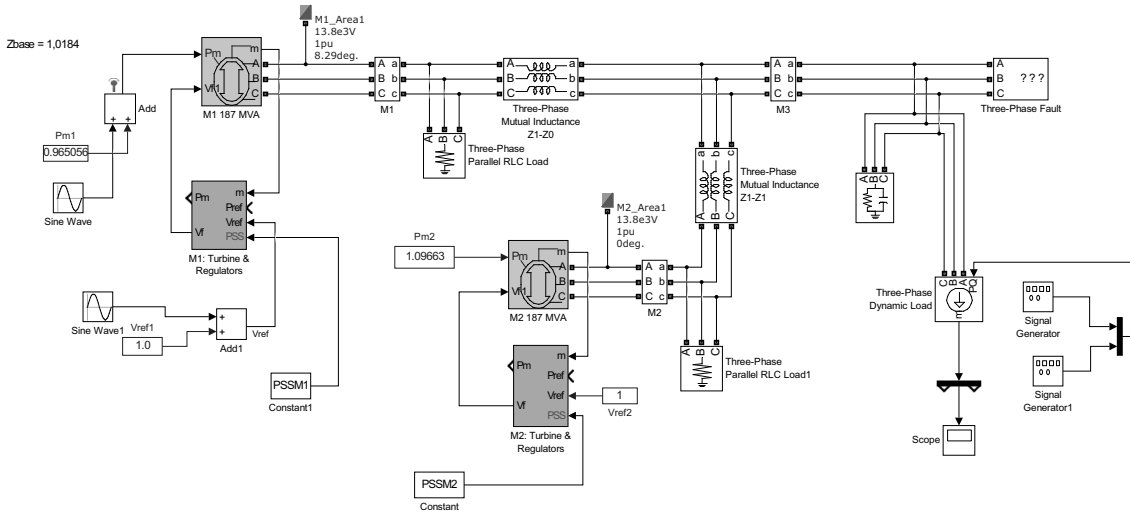 Zbase = 1,0184
M1_Area1
13.8e3V
1pu
8.29deg.
Pm
Vf1
m
A
B
C
M1 187 MVA
Add
+ +
Pm1
0.965056
Sine Wave
Pm
m
Pref
Vref
Vf
PSS
M1: Turbine &
Regulators
Sine Wave1
Vref1
1.0
+
+
Add1
Vref
PSSM1
Constant1
A a
B b
C c
M1
A B C
Three-Phase
Parallel RLC Load
A a
B b
C c
Three-Phase
Mutual Inductance
Z1-Z0
A a
B b
C c
M3
A
B
C
? ? ?
Three-Phase Fault
a b c
A B C
Three-Phase
Mutual Inductance
Z1-Z1
A B C
M2_Area1
13.8e3V
1pu
0deg.
Pm2
1.09663
Pm
Vf1
m
A
B
C
M2 187 MVA
A a
B b
C c
M2
A B C
Three-Phase
Parallel RLC Load1
Pm
m
Pref
Vref
Vf
PSS
M2: Turbine &
Regulators
1
Vref2
PSSM2
Constant
C B A PQ
m
Three-Phase
Dynamic Load
Scope
Signal
Generator
Signal
Generator1